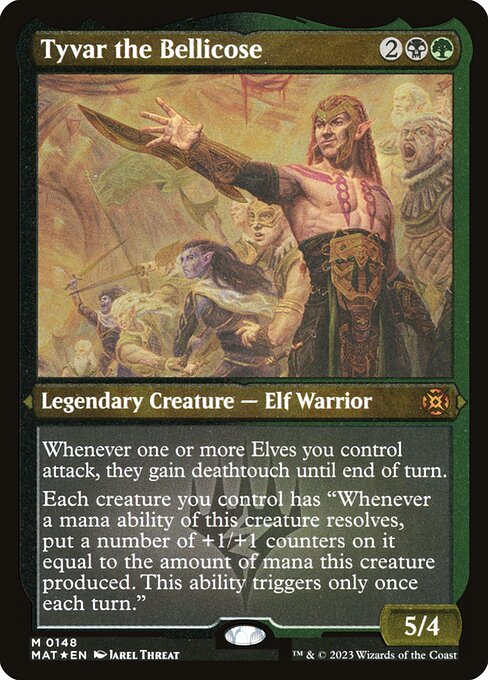 Tyvar the Bellicose 2
Legendary Creature — Elf Warrior
Whenever one or more Elves you control
attack, they gain deathtouch until end of turn.
Each creature you control has “Whenever
a mana ability of this creature resolves,
put a number of +1/+1 counters on it
equal to the amount of mana this creature
produced. This ability triggers only once
each turn.”
5/4
M 0148
MAT★EN Jarel Threat
™ & © 2023 Wizards of the Coast